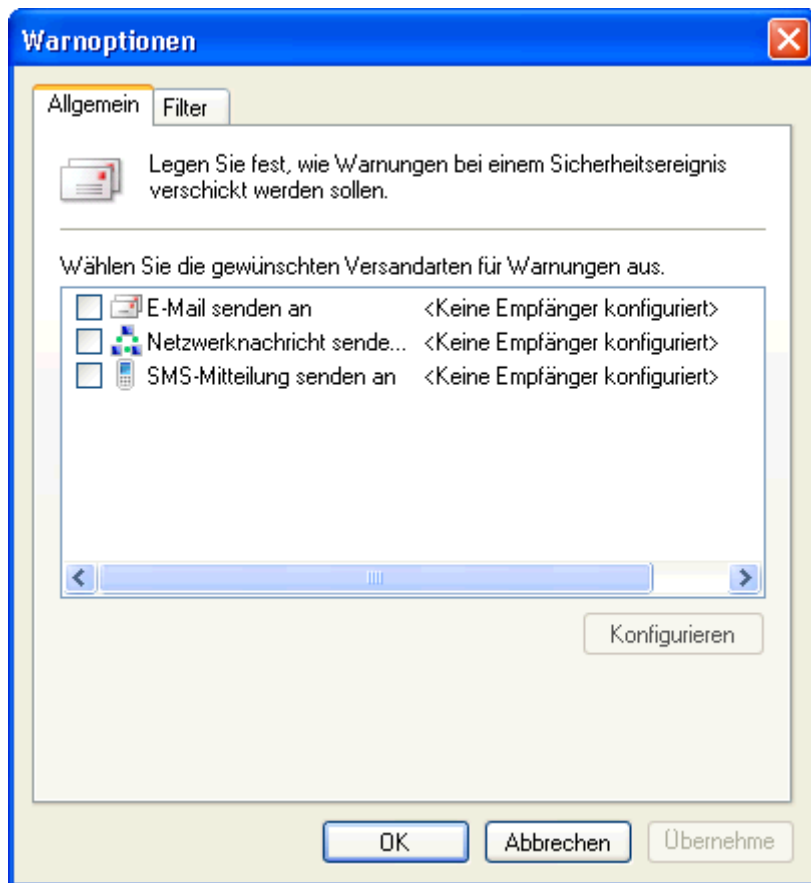 Warnoptionen
Allgemein Filter
Legen Sie fest, wie Warnungen bei einem Sicherheitsereignis
verschickt werden sollen.
Wählen Sie die gewünschten Versandarten für Warnungen aus.
E-Mail senden an <Keine Empfänger konfiguriert>
Netzwerknachricht sende... <Keine Empfänger konfiguriert>
SMS-Mitteilung senden an <Keine Empfänger konfiguriert>
Konfigurieren
OK Abbrechen Übernehme